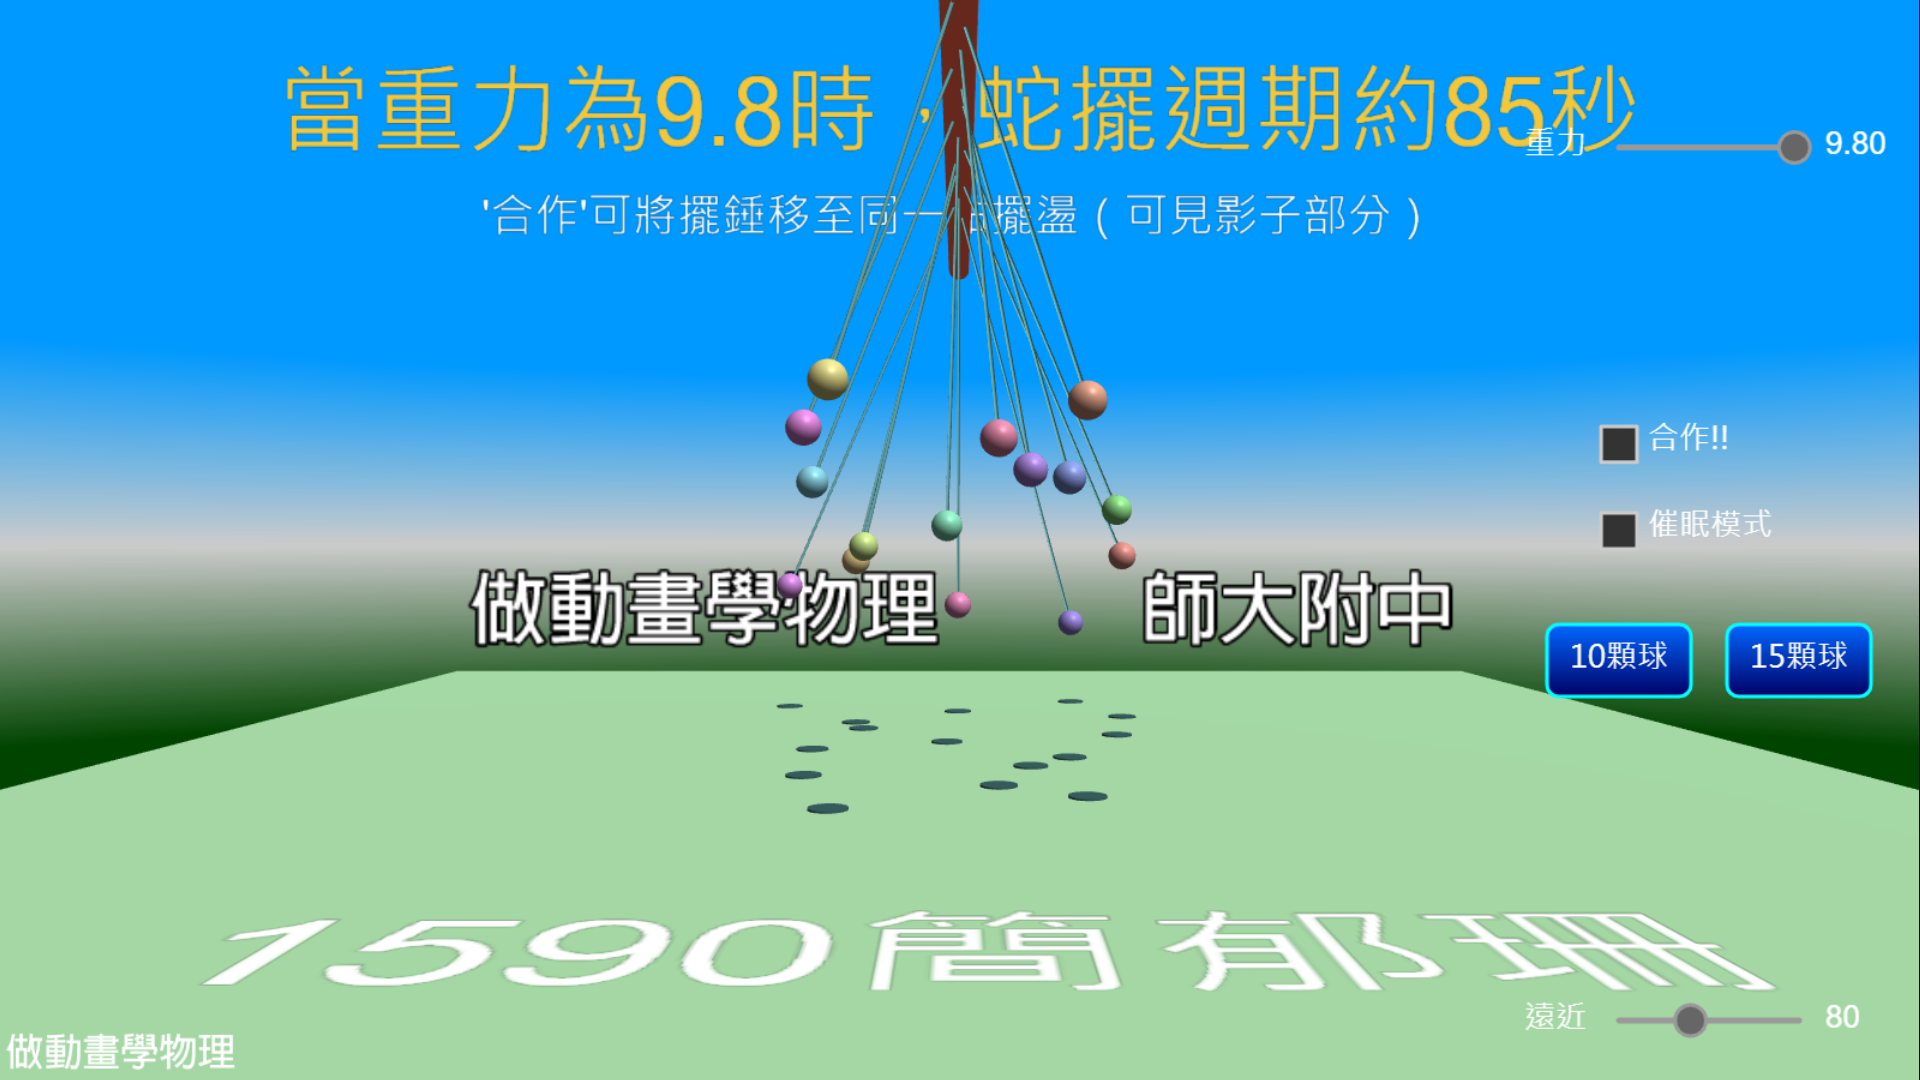 當重力為9.8時，蛇擺週期約85秒
重力 9.80
'合作'可將擺錘移至同一點擺盪（可見影子部分）
合作!!
催眠模式
做動畫學物理 師大附中
10顆球 15顆球
1590簡郁珊
遠近 80
做動畫學物理